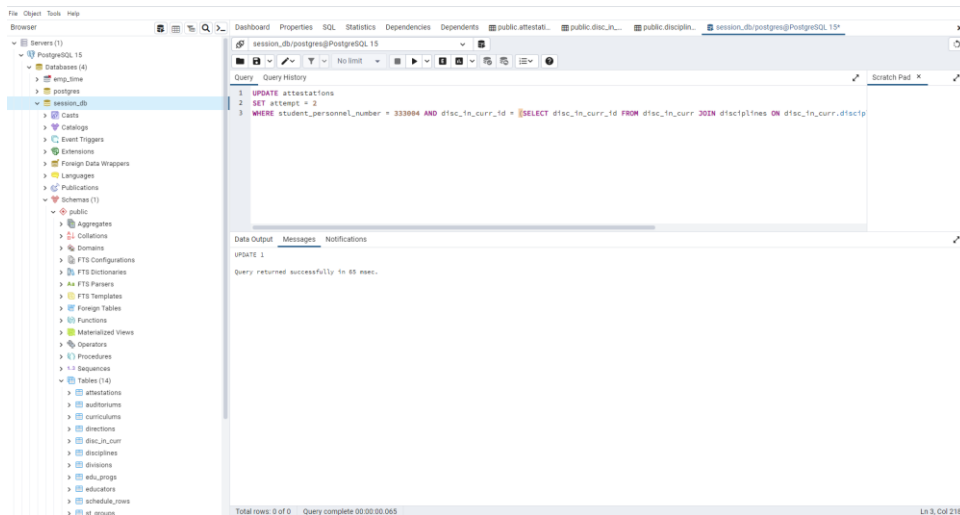 File Object Tools Help
Browser
Dashboard Properties SQL Statistics Dependencies Dependents public.attestati... public.disc_in_... public.disciplin... session_db/postgres@PostgreSQL 15*
Servers (1)
PostgreSQL 15
Databases (4)
emp_time
postgres
session_db
Casts
Catalogs
Event Triggers
Extensions
Foreign Data Wrappers
Languages
Publications
Schemas (1)
public
Aggregates
Collations
Domains
FTS Configurations
FTS Dictionaries
FTS Parsers
FTS Templates
Foreign Tables
Functions
Materialized Views
Operators
Procedures
1..3 Sequences
Tables (14)
attestations
auditoriums
curriculums
directions
disc_in_curr
disciplines
divisions
edu_progs
educators
schedule_rows
st_groups
session_db/postgres@PostgreSQL 15
No limit
Query Query History
Scratch Pad
1 UPDATE attestations
2 SET attempt = 2
3 WHERE student_personnel_number = 333004 AND disc_in_curr_id = (SELECT disc_in_curr_id FROM disc_in_curr JOIN disciplines ON disc_in_curr.discip
Data Output Messages Notifications
UPDATE 1
Query returned successfully in 65 msec.
Total rows: 0 of 0 Query complete 00:00:00.065
Ln 3, Col 218